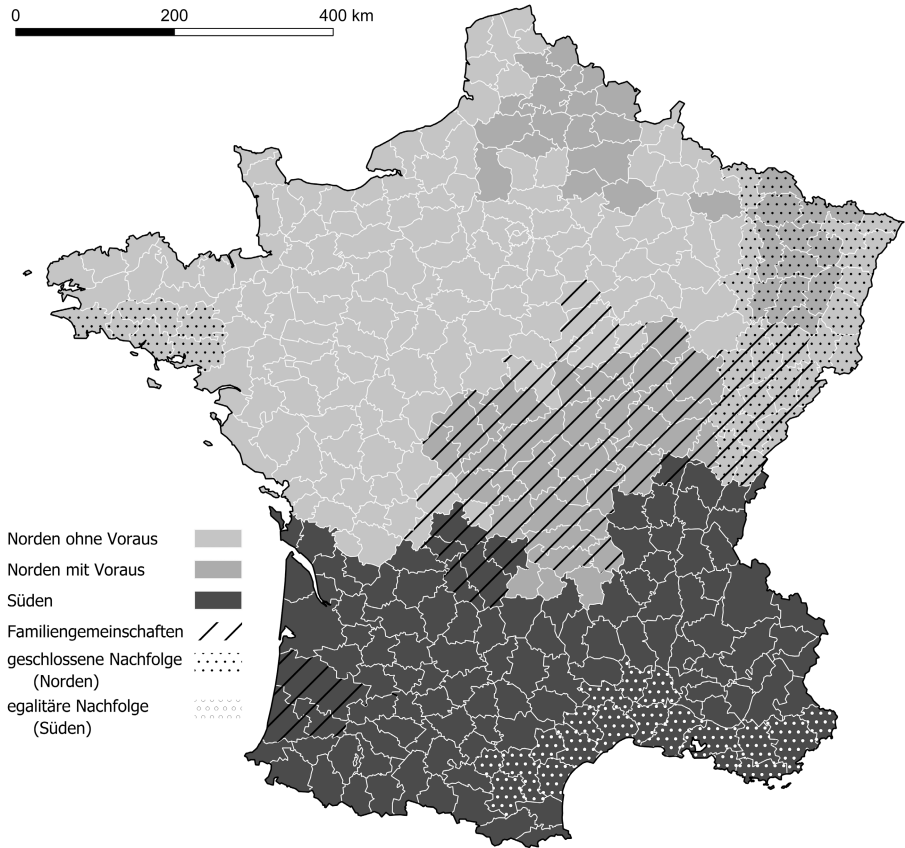 0 200 400 km
Norden ohne Voraus
Norden mit Voraus
Süden
Familiengemeinschaften
geschlossene Nachfolge
(Norden)
egalitäre Nachfolge
(Süden)